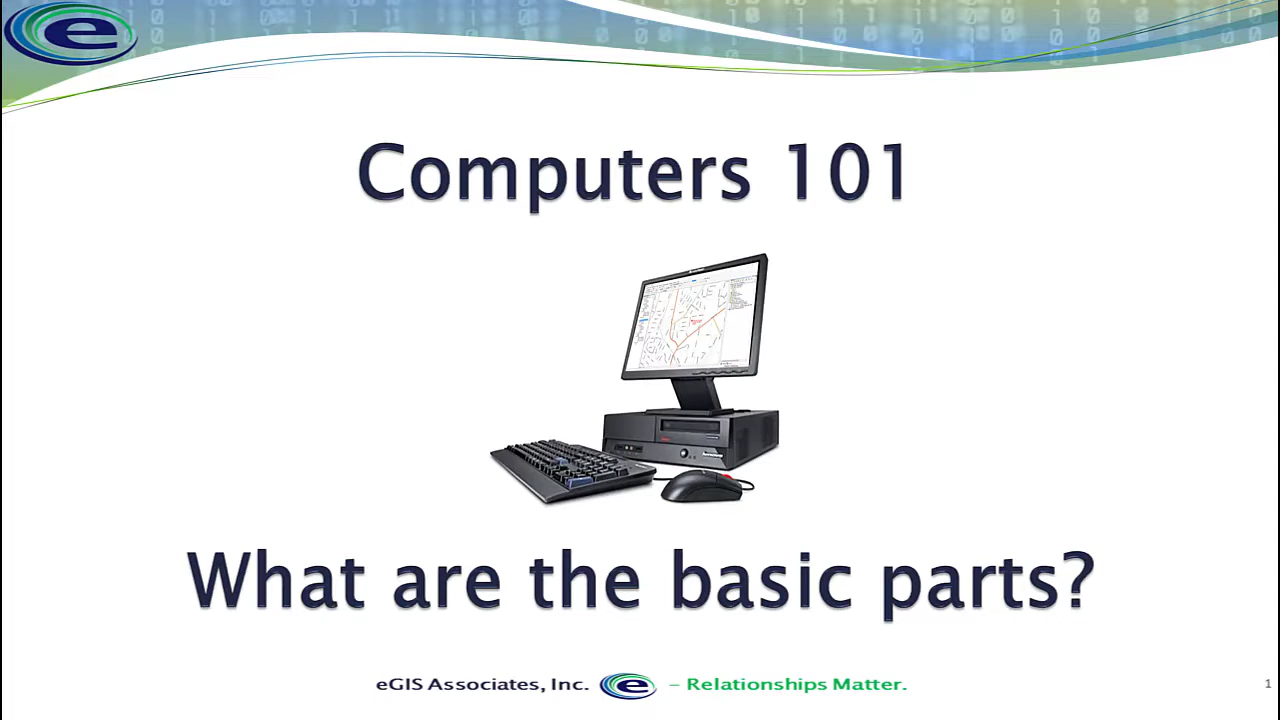 Computers 101
What are the basic parts?
eGIS Associates, Inc. e – Relationships Matter.
1